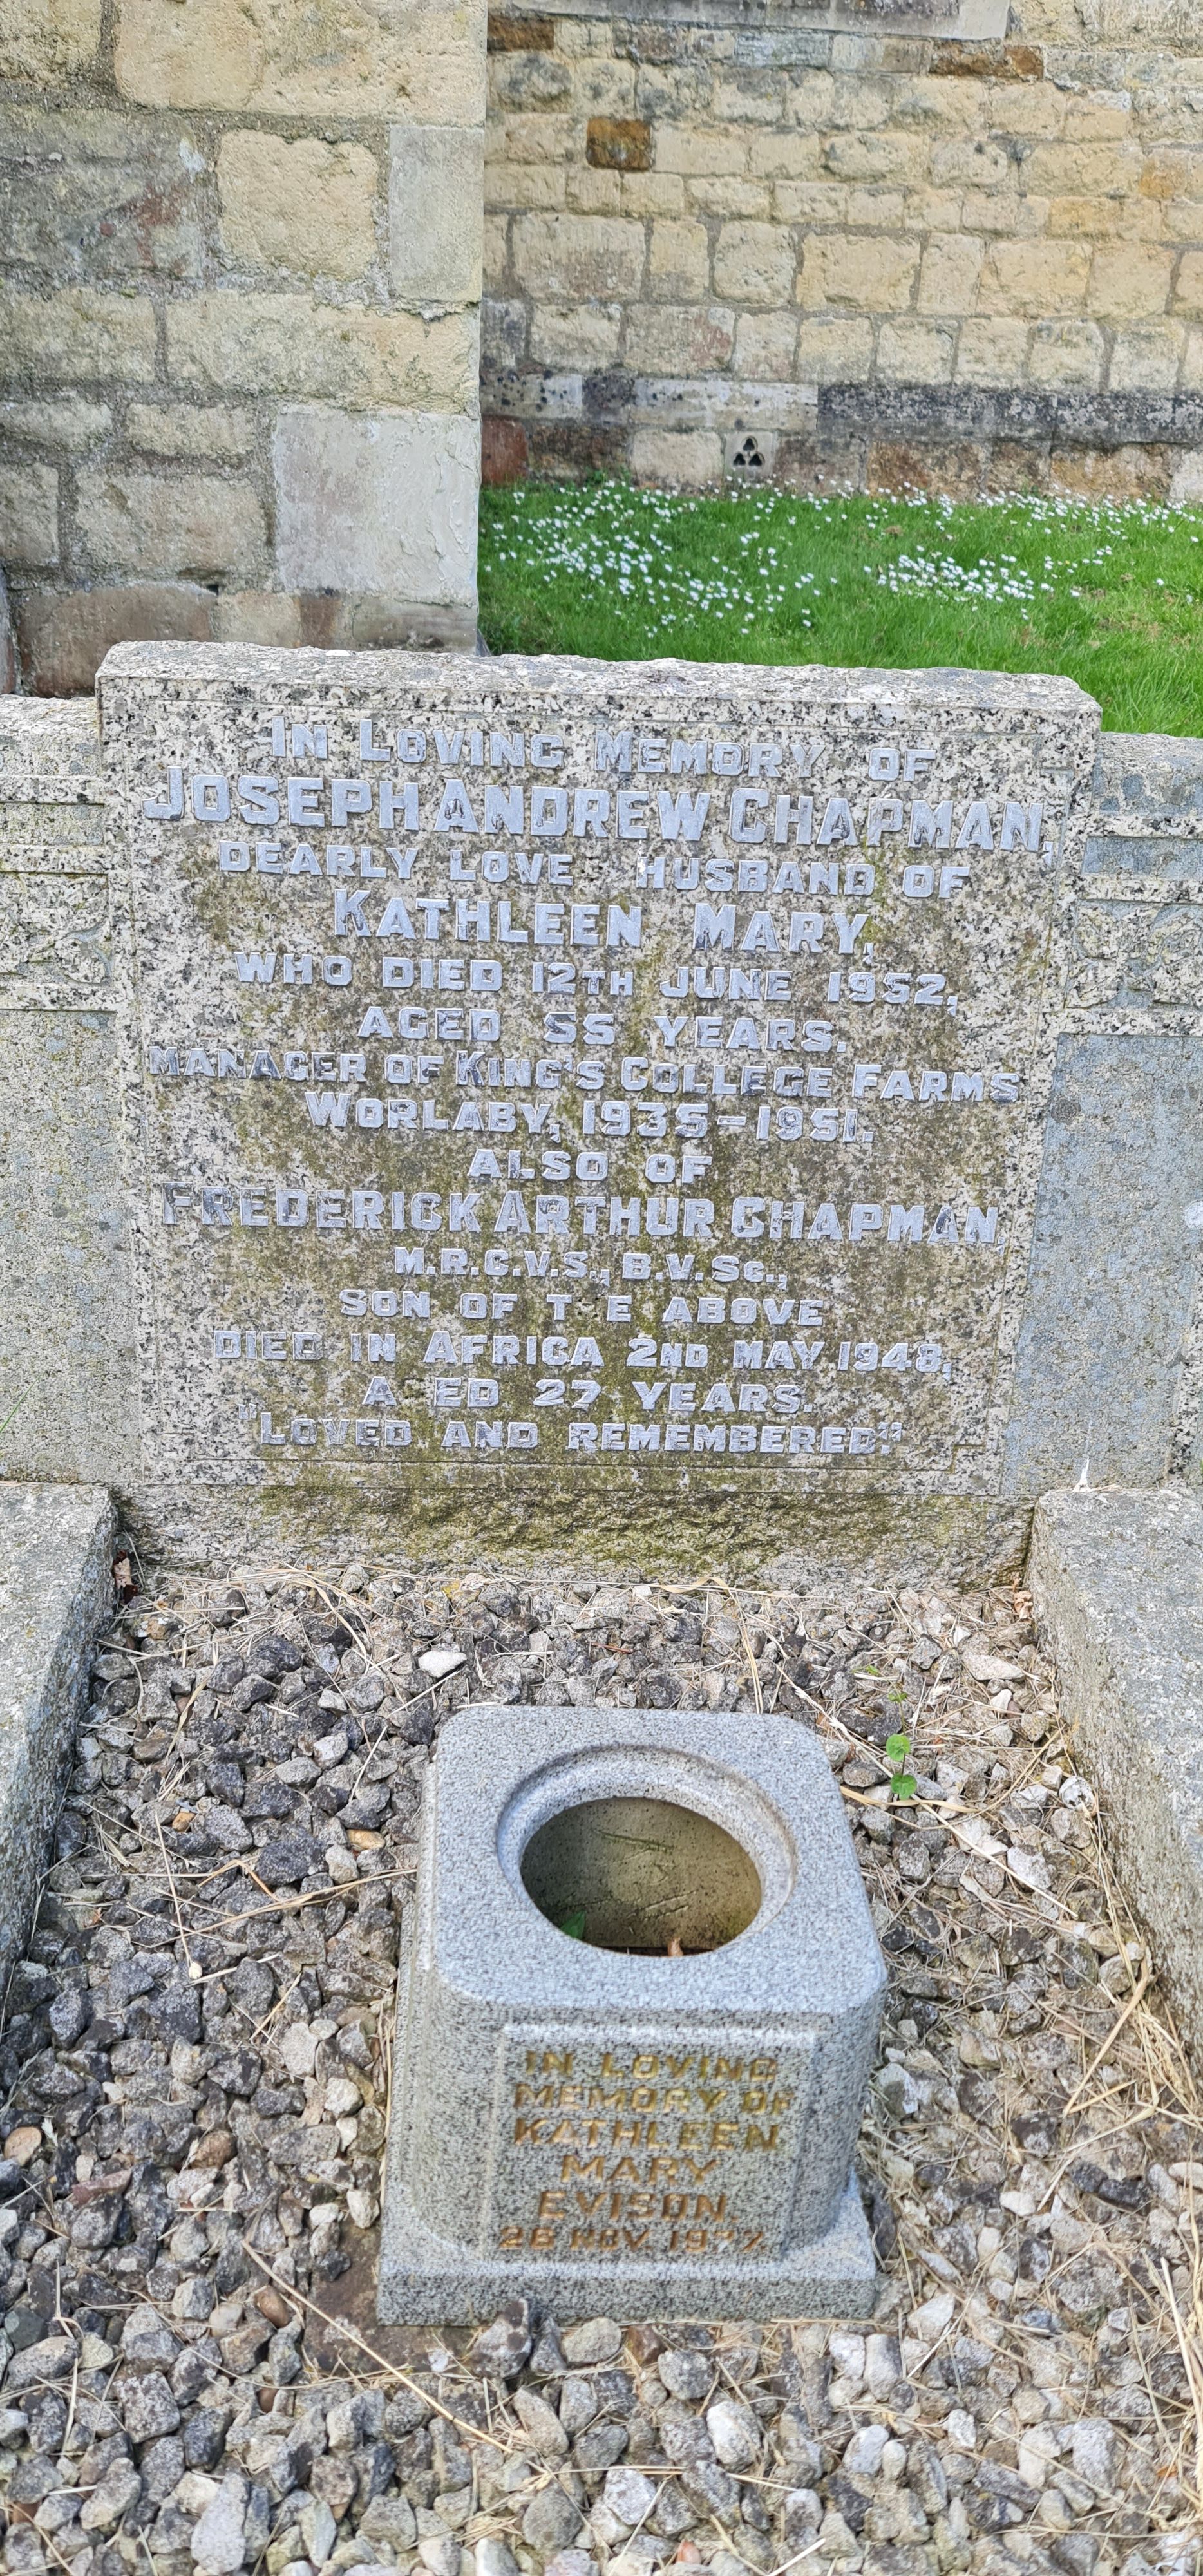 IN LOVING MEMORY OF
JOSEPH ANDREW CHAPMAN,
DEARLY LOVE HUSBAND OF
KATHLEEN MARY,
WHO DIED 12TH JUNE 1952,
AGED 55 YEARS.
MANAGER OF KING'S COLLEGE FARMS
WORLABY, 1935-1951.
ALSO OF
FREDERICK ARTHUR CHAPMAN,
M.R.C.V.S., B.V.SC.,
SON OF T E ABOVE
DIED IN AFRICA 2ND MAY 1948,
A ED 27 YEARS.
"LOVED AND REMEMBERED."
IN LOVING
MEMORY OF
KATHLEEN
MARY
EVISON.
26 NOV.